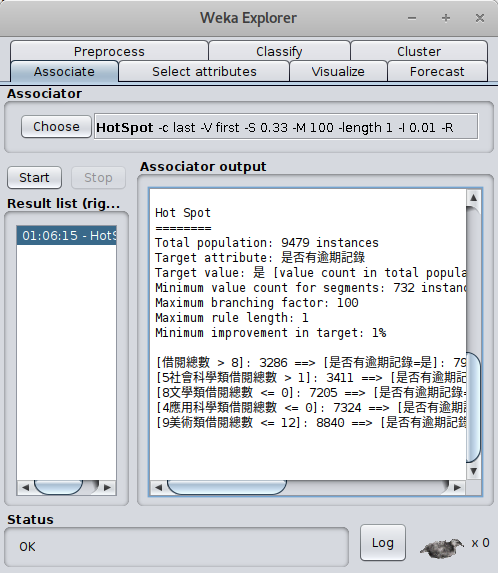 Weka Explorer
Preprocess Classify Cluster
Associate Select attributes Visualize Forecast
Associator
Choose HotSpot -c last -V first -S 0.33 -M 100 -length 1 -I 0.01 -R
Start Stop
Associator output
Result list (rig...
01:06:15 - HotS
Hot Spot
========
Total population: 9479 instances
Target attribute: 是否有逾期記錄
Target value: 是 [value count in total popula
Minimum value count for segments: 732 instanc
Maximum branching factor: 100
Maximum rule length: 1
Minimum improvement in target: 1%
[借閱總數 > 8]: 3286 ==> [是否有逾期記錄=是]: 79
[5社會科學類借閱總數 > 1]: 3411 ==> [是否有逾期記
[8文學類借閱總數 <= 0]: 7205 ==> [是否有逾期記錄=
[4應用科學類借閱總數 <= 0]: 7324 ==> [是否有逾期
[9美術類借閱總數 <= 12]: 8840 ==> [是否有逾期記錄
Status
OK
Log
x 0